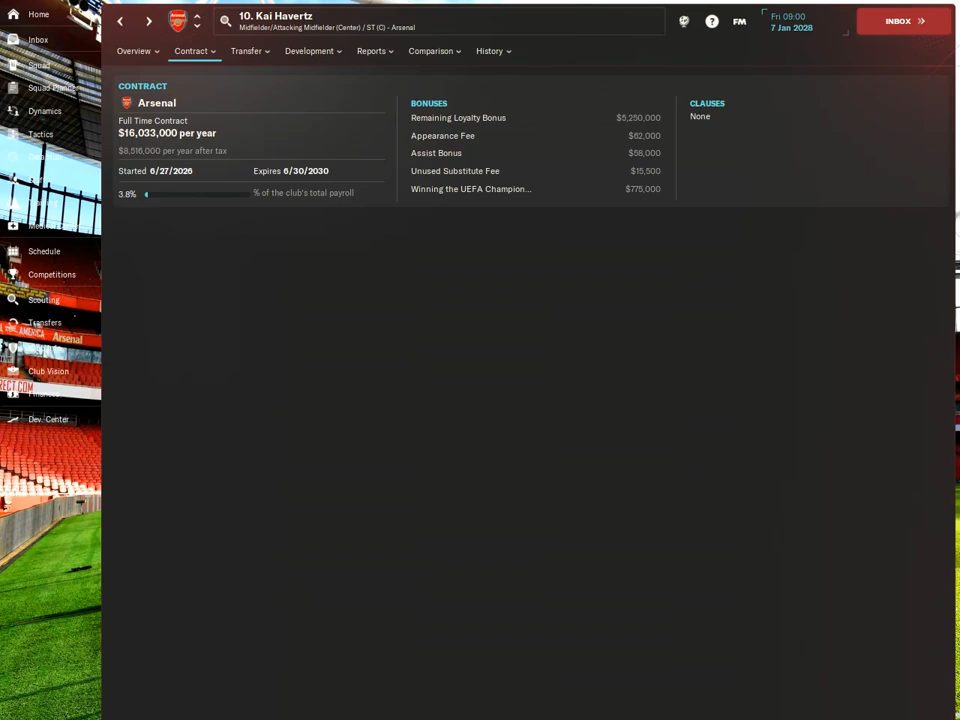 Home
Inbox
Squad
Squad Planner
Dynamics
Tactics
Schedule
Competitions
Scouting
Transfers
Club Vision
Dev. Center
AMERICA
Arsenal
10. Kai Havertz
Midfielder/Attacking Midfielder (Center) / ST (C) - Arsenal
?
FM
Fri 09:00
7 Jan 2028
INBOX
Overview
Contract
Transfer
Development
Reports
Comparison
History
CONTRACT
Arsenal
Full Time Contract
$16,033,000 per year
$8,516,000 per year after tax
Started 6/27/2026
Expires 6/30/2030
3.8%
% of the club's total payroll
BONUSES
Remaining Loyalty Bonus $5,250,000
Appearance Fee $62,000
Assist Bonus $58,000
Unused Substitute Fee $15,500
Winning the UEFA Champion... $775,000
CLAUSES
None